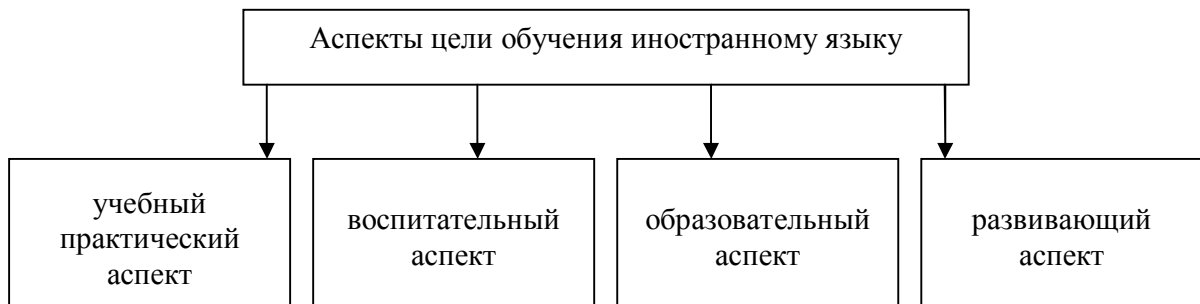 Аспекты цели обучения иностранному языку
учебный
практический
аспект
воспитательный
аспект
образовательный
аспект
развивающий
аспект